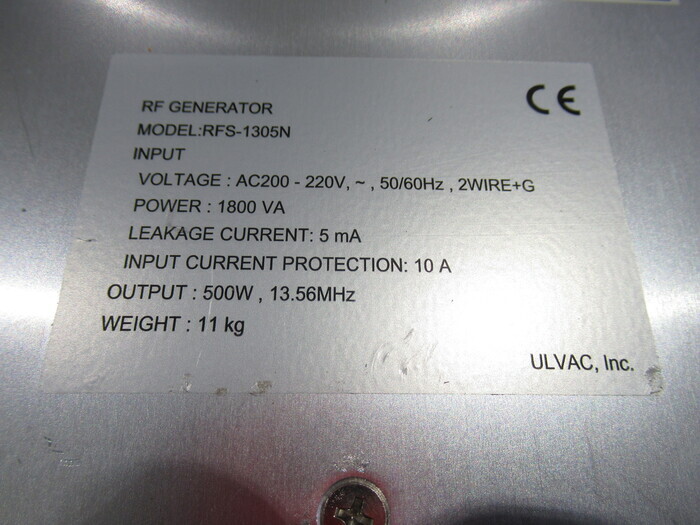 CE
RF GENERATOR
MODEL:RFS-1305N
INPUT
VOLTAGE : AC200 - 220V, ~ , 50/60Hz , 2WIRE+G
POWER : 1800 VA
LEAKAGE CURRENT: 5 mA
INPUT CURRENT PROTECTION: 10 A
OUTPUT : 500W , 13.56MHz
WEIGHT : 11 kg
ULVAC, Inc.